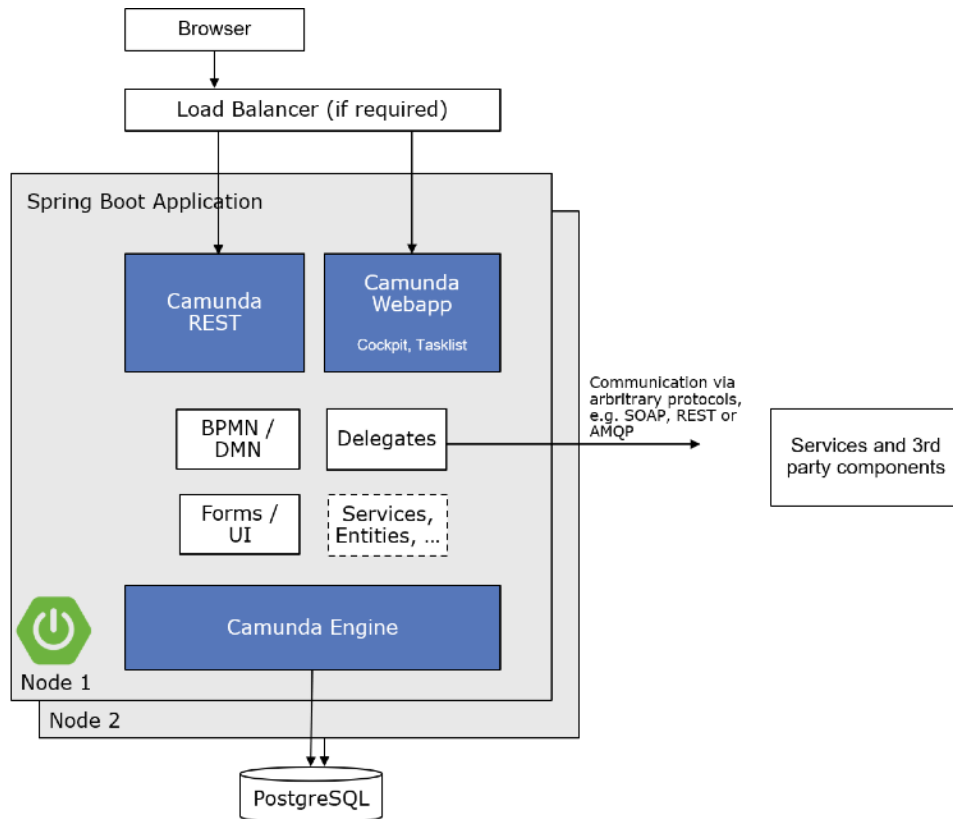 Browser
Load Balancer (if required)
Spring Boot Application
Camunda
REST
Camunda
Webapp
Cockpit, Tasklist
Communication via
arbritrary protocols,
e.g. SOAP, REST or
AMQP
BPMN /
DMN
Delegates
Services and 3rd
party components
Forms /
UI
Services,
Entities, ...
Camunda Engine
Node 1
Node 2
PostgreSQL